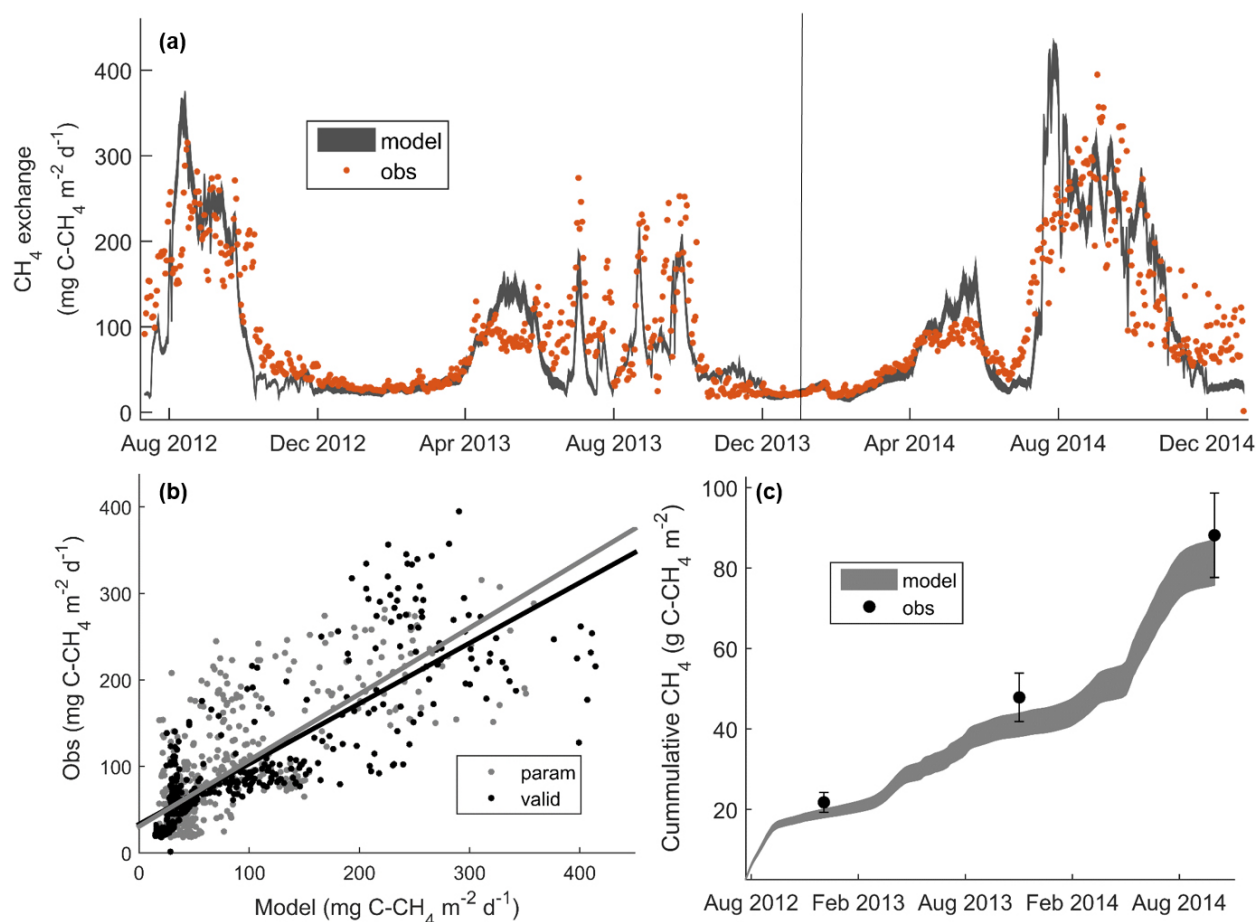 (a)
400
300
200
100
0
CH₄ exchange
(mg C-CH₄ m⁻² d⁻¹)
model
obs
Aug 2012
Dec 2012
Apr 2013
Aug 2013
Dec 2013
Apr 2014
Aug 2014
Dec 2014
(b)
400
300
200
100
0
Obs (mg C-CH₄ m⁻² d⁻¹)
param
valid
0
100
200
300
400
Model (mg C-CH₄ m⁻² d⁻¹)
(c)
100
80
60
40
20
Cummulative CH₄ (g C-CH₄ m⁻²)
model
obs
Aug 2012
Feb 2013
Aug 2013
Feb 2014
Aug 2014